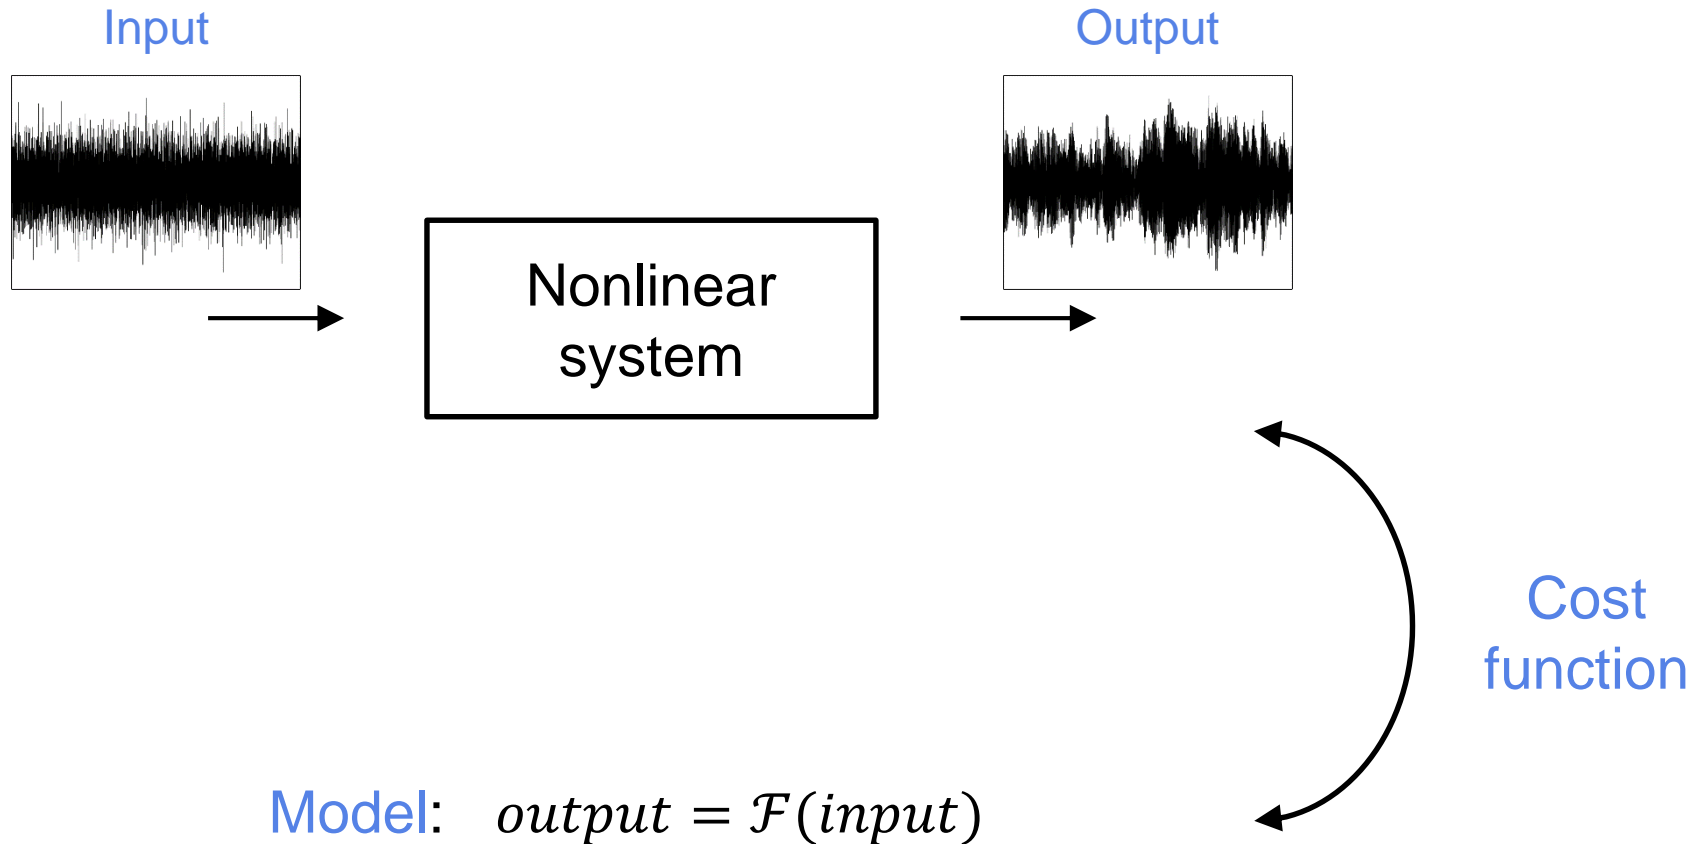 Input
Output
Nonlinear
system
Cost
function
Model: output = ℱ(input)